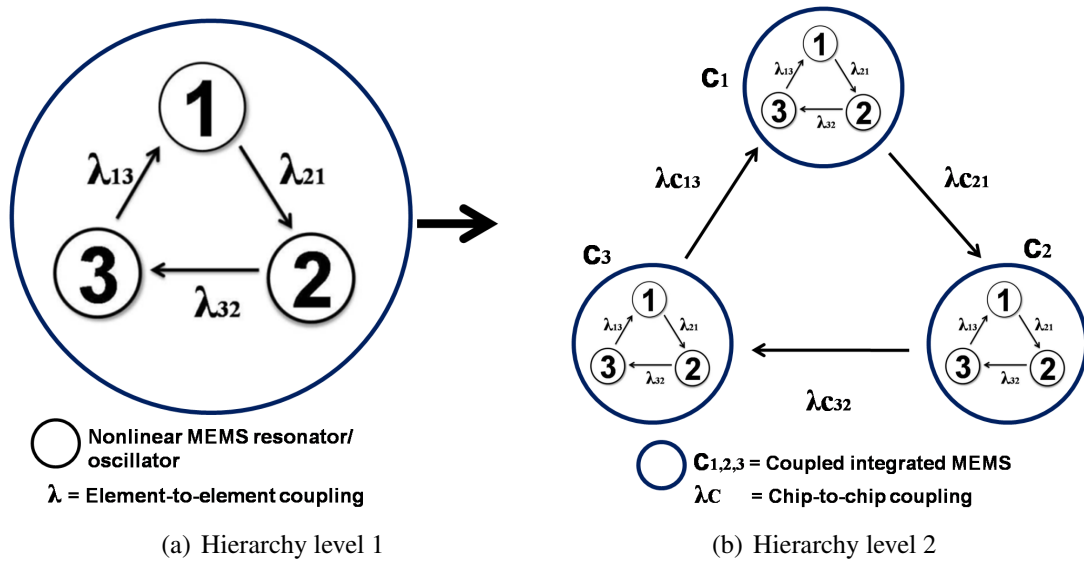 1
λ13
λ21
3
2
λ32
Nonlinear MEMS resonator/
oscillator
λ = Element-to-element coupling
(a) Hierarchy level 1
C1
1
λ13
λ21
3
2
λ32
λC13
λC21
C3
C2
1
λ13
λ21
3
2
λ32
1
λ13
λ21
3
2
λ32
λC32
C1,2,3 = Coupled integrated MEMS
λC = Chip-to-chip coupling
(b) Hierarchy level 2